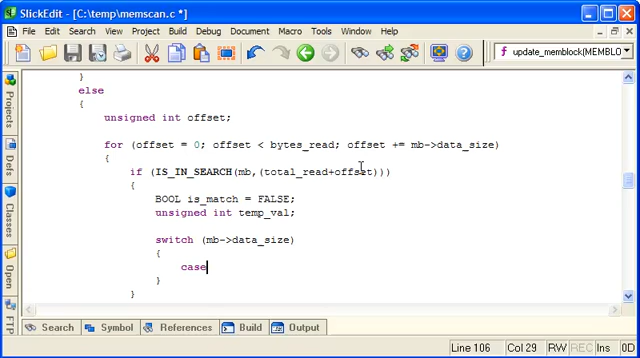 SlickEdit - [C:\temp\memscan.c *]
File Edit Search View Project Build Debug Document Macro Tools Window Help
update_memblock(MEMBLO
}
else
{
unsigned int offset;
for (offset = 0; offset < bytes_read; offset += mb->data_size)
{
if (IS_IN_SEARCH(mb,(total_read+offset)))
{
BOOL is_match = FALSE;
unsigned int temp_val;
switch (mb->data_size)
{
case
}
}
Projects
Defs
Classes
Open
FTP
Search Symbol References Build Output
Line 106 Col 29 RW REC Ins 0D